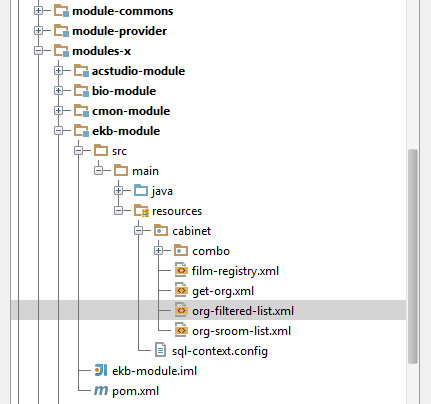 module-commons
module-provider
modules-x
acstudio-module
bio-module
cmon-module
ekb-module
src
main
java
resources
cabinet
combo
film-registry.xml
get-org.xml
org-filtered-list.xml
org-sroom-list.xml
sql-context.config
ekb-module.iml
pom.xml